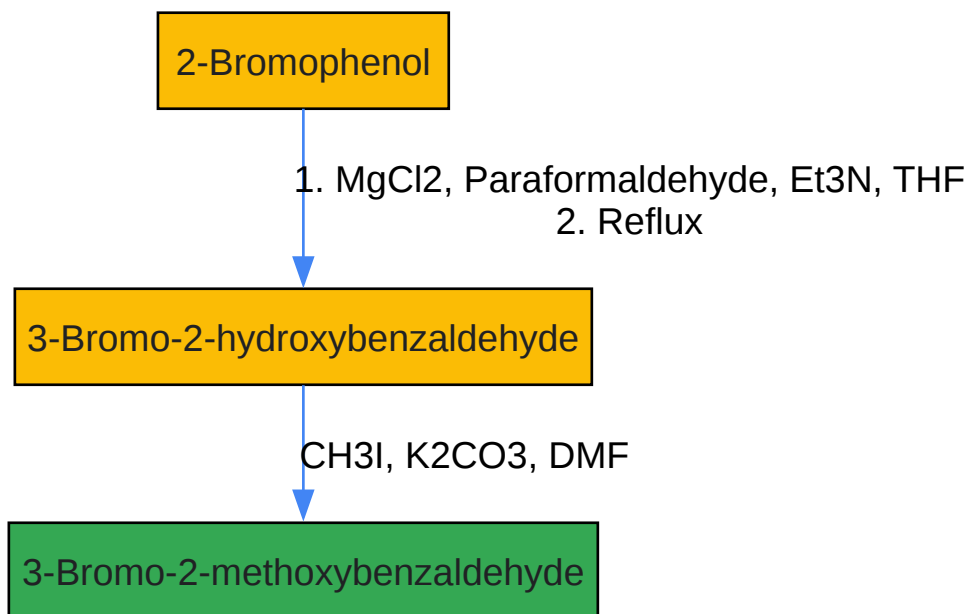 2-Bromophenol
1. MgCl2, Paraformaldehyde, Et3N, THF
2. Reflux
3-Bromo-2-hydroxybenzaldehyde
CH3I, K2CO3, DMF
3-Bromo-2-methoxybenzaldehyde